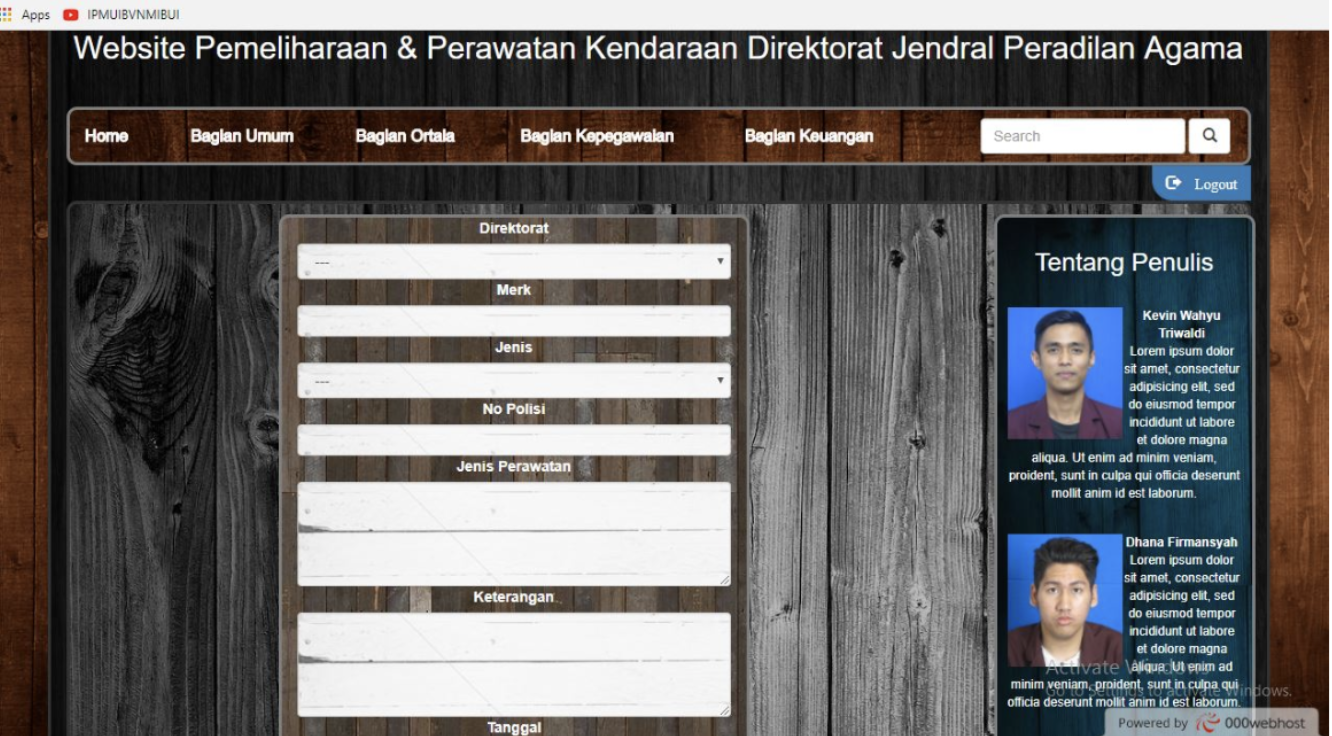 Apps IPMUIBVNMIBUI
Website Pemeliharaan & Perawatan Kendaraan Direktorat Jendral Peradilan Agama
Home Bagian Umum Bagian Ortala Bagian Kepegawaian Bagian Keuangan Search
Logout
Direktorat
---
Merk
Jenis
---
No Polisi
Jenis Perawatan
Keterangan
Tanggal
Tentang Penulis
Kevin Wahyu
Triwaldi
Lorem ipsum dolor
sit amet, consectetur
adipisicing elit, sed
do eiusmod tempor
incididunt ut labore
et dolore magna
aliqua. Ut enim ad minim veniam,
proident, sunt in culpa qui officia deserunt
mollit anim id est laborum.
Dhana Firmansyah
Lorem ipsum dolor
sit amet, consectetur
adipisicing elit, sed
do eiusmod tempor
incididunt ut labore
et dolore magna
aliqua. Ut enim ad
minim veniam, proident, sunt in culpa qui
officia deserunt mollit anim id est laborum.
Activate Windows
Go to Settings to activate Windows.
Powered by 000webhost